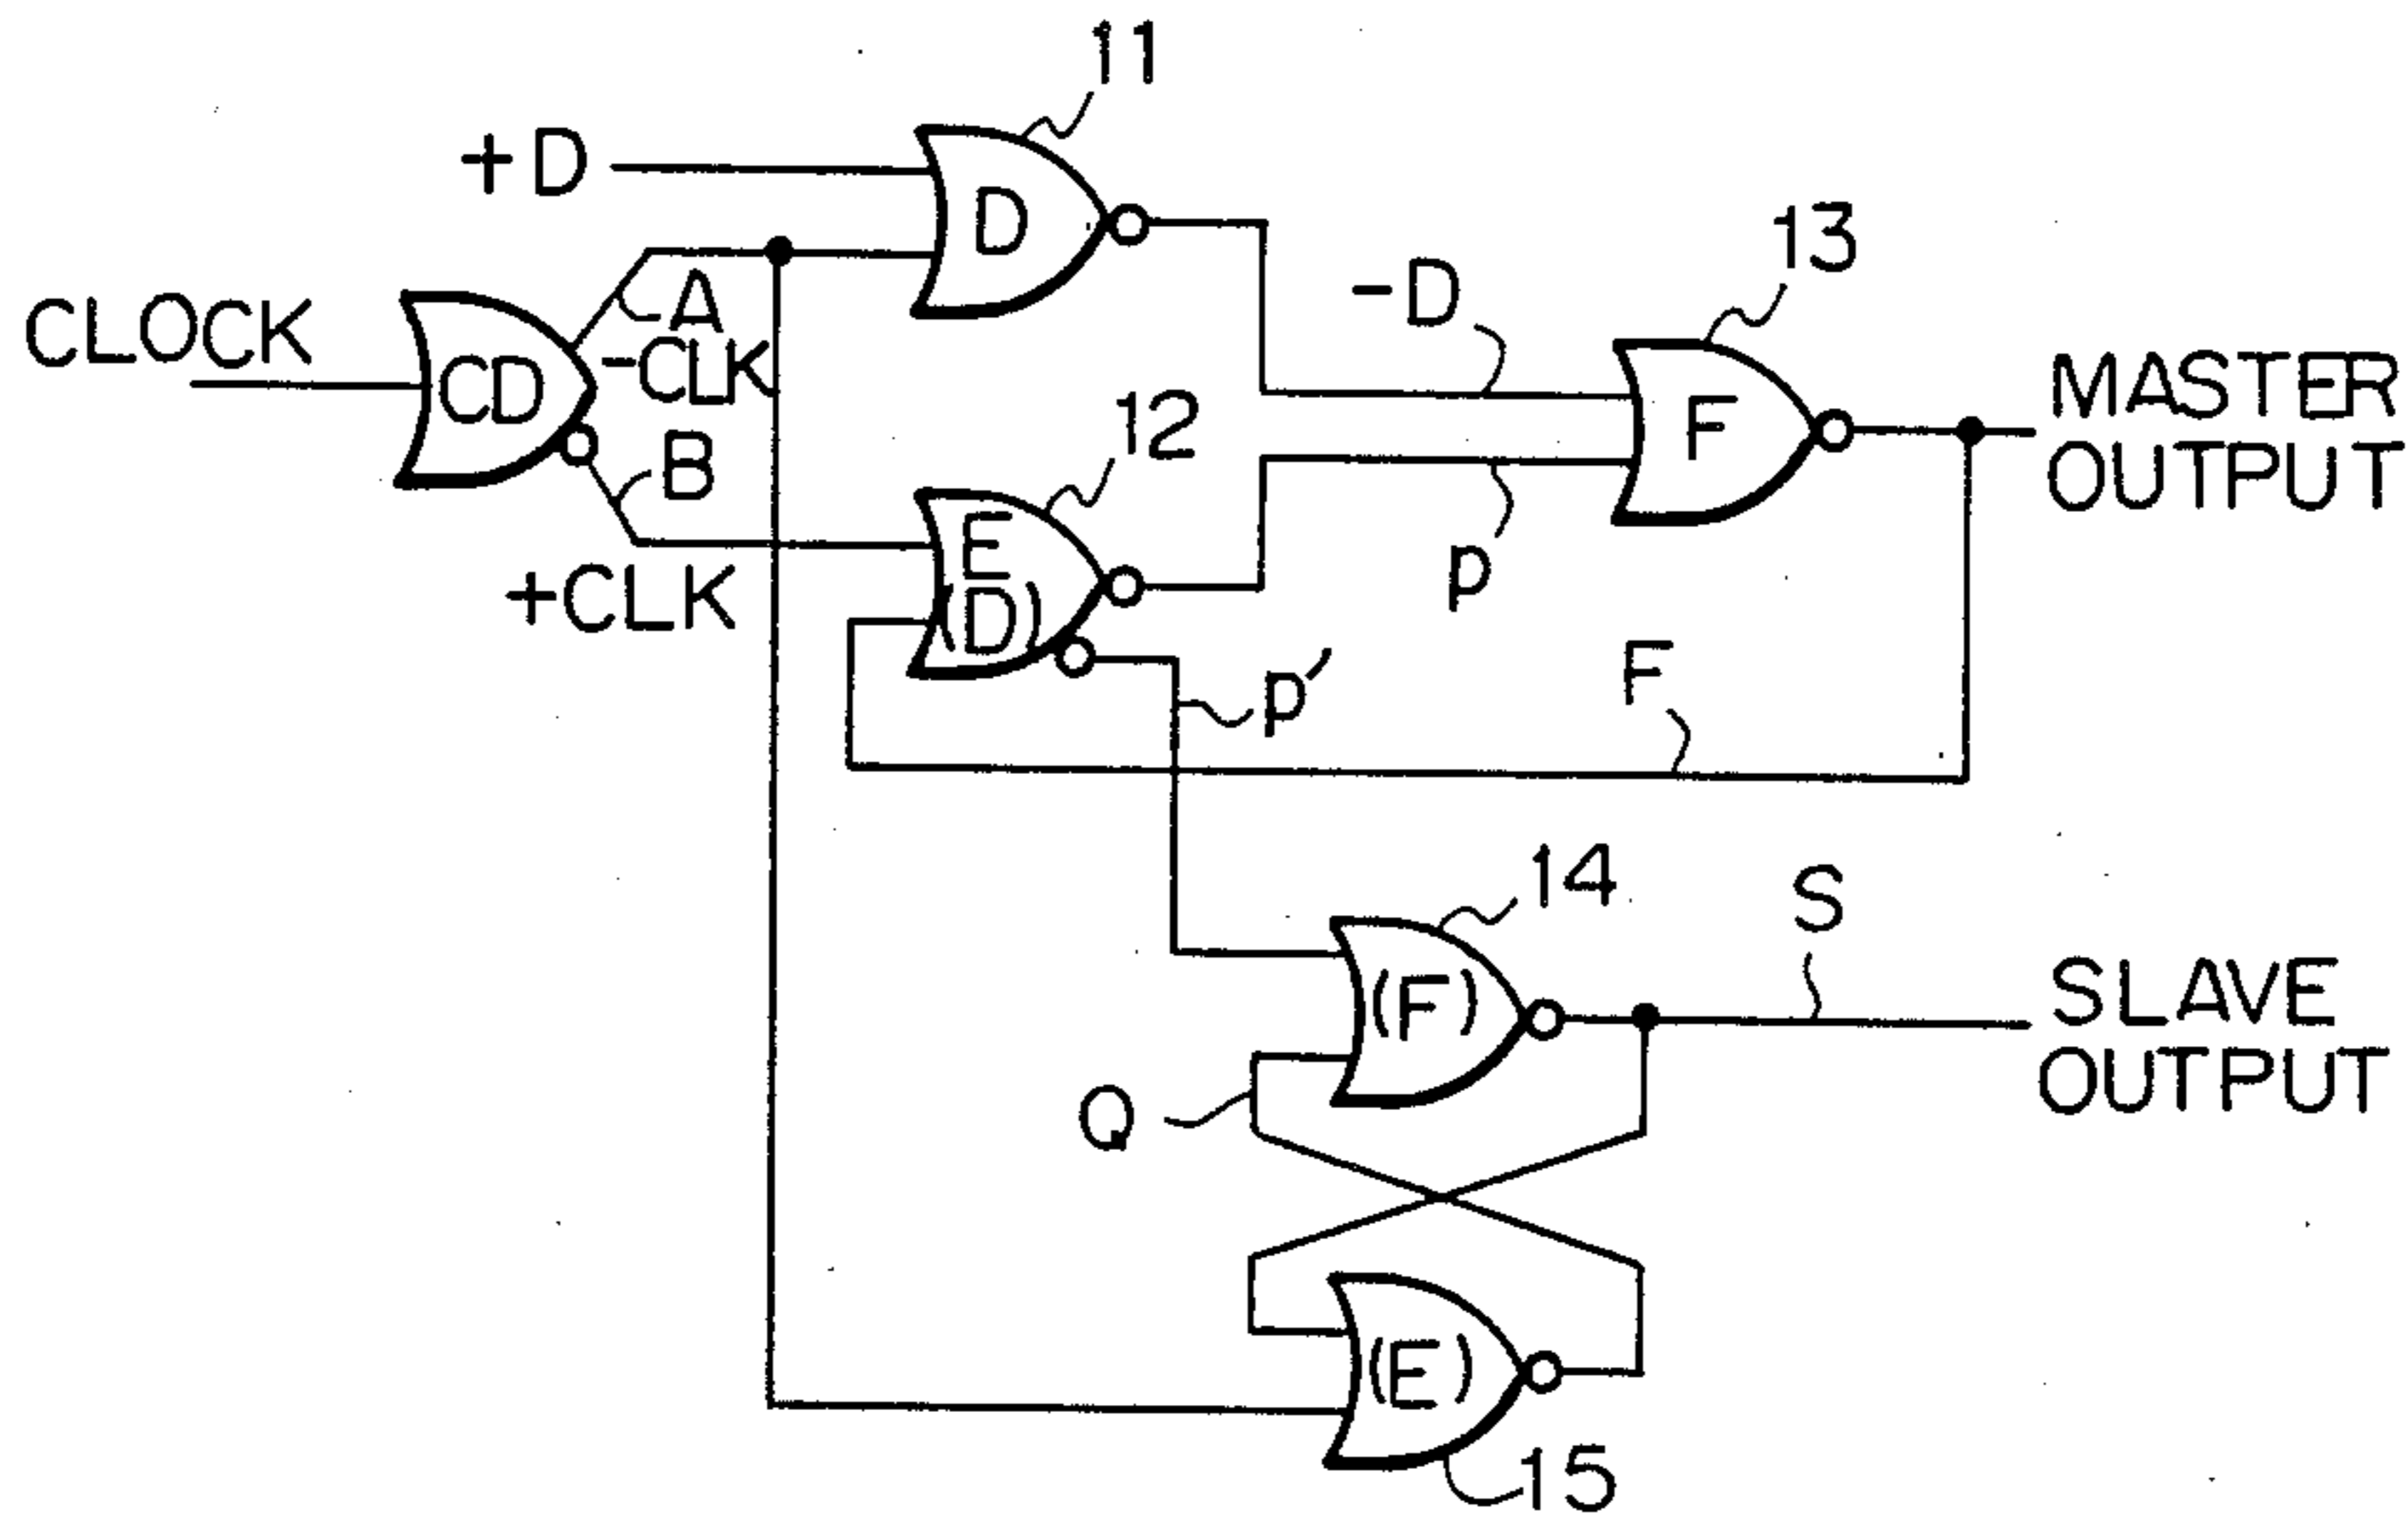 11
+D
D
13
A
-D
CLOCK
CD
-CLK
F
MASTER
OUTPUT
12
B
E
(D)
+CLK
p
p′
F
14
S
(F)
SLAVE
OUTPUT
Q
(E)
15